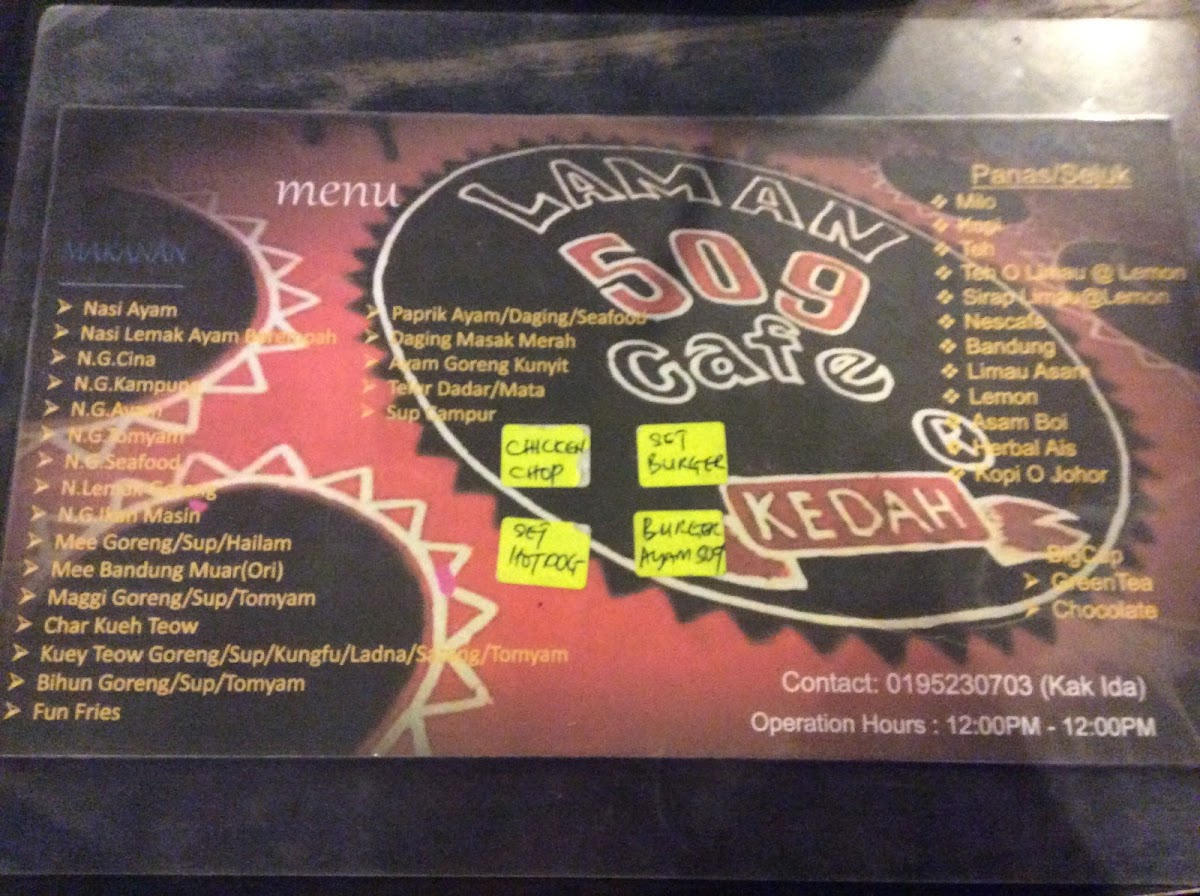 menu
LAMAN
509
cafe
®
KEDAH
MAKANAN
Nasi Ayam
Nasi Lemak Ayam Berempah
N.G.Cina
N.G.Kampung
N.G.Ayam
N.G.Tomyam
N.G.Seafood
N.Lemak Goreng
N.G.Ikan Masin
Mee Goreng/Sup/Hailam
Mee Bandung Muar(Ori)
Maggi Goreng/Sup/Tomyam
Char Kueh Teow
Kuey Teow Goreng/Sup/Kungfu/Ladna/Sa /Tomyam
Bihun Goreng/Sup/Tomyam
Fun Fries
Paprik Ayam/Daging/Seafood
Daging Masak Merah
Ayam Goreng Kunyit
Telur Dadar/Mata
Sup Campur
CHICKEN
CHOP
SET
BURGER
SET
HOTDOG
BURGER
AYAM 509
Panas/Sejuk
Milo
Kopi
Teh
Teh O Limau @ Lemon
Sirap Limau@Lemon
Nescafe
Bandung
Limau Asam
Lemon
Asam Boi
Herbal Ais
Kopi O Johor
BigCup
GreenTea
Chocolate
Contact: 0195230703 (Kak Ida)
Operation Hours : 12:00PM - 12:00PM